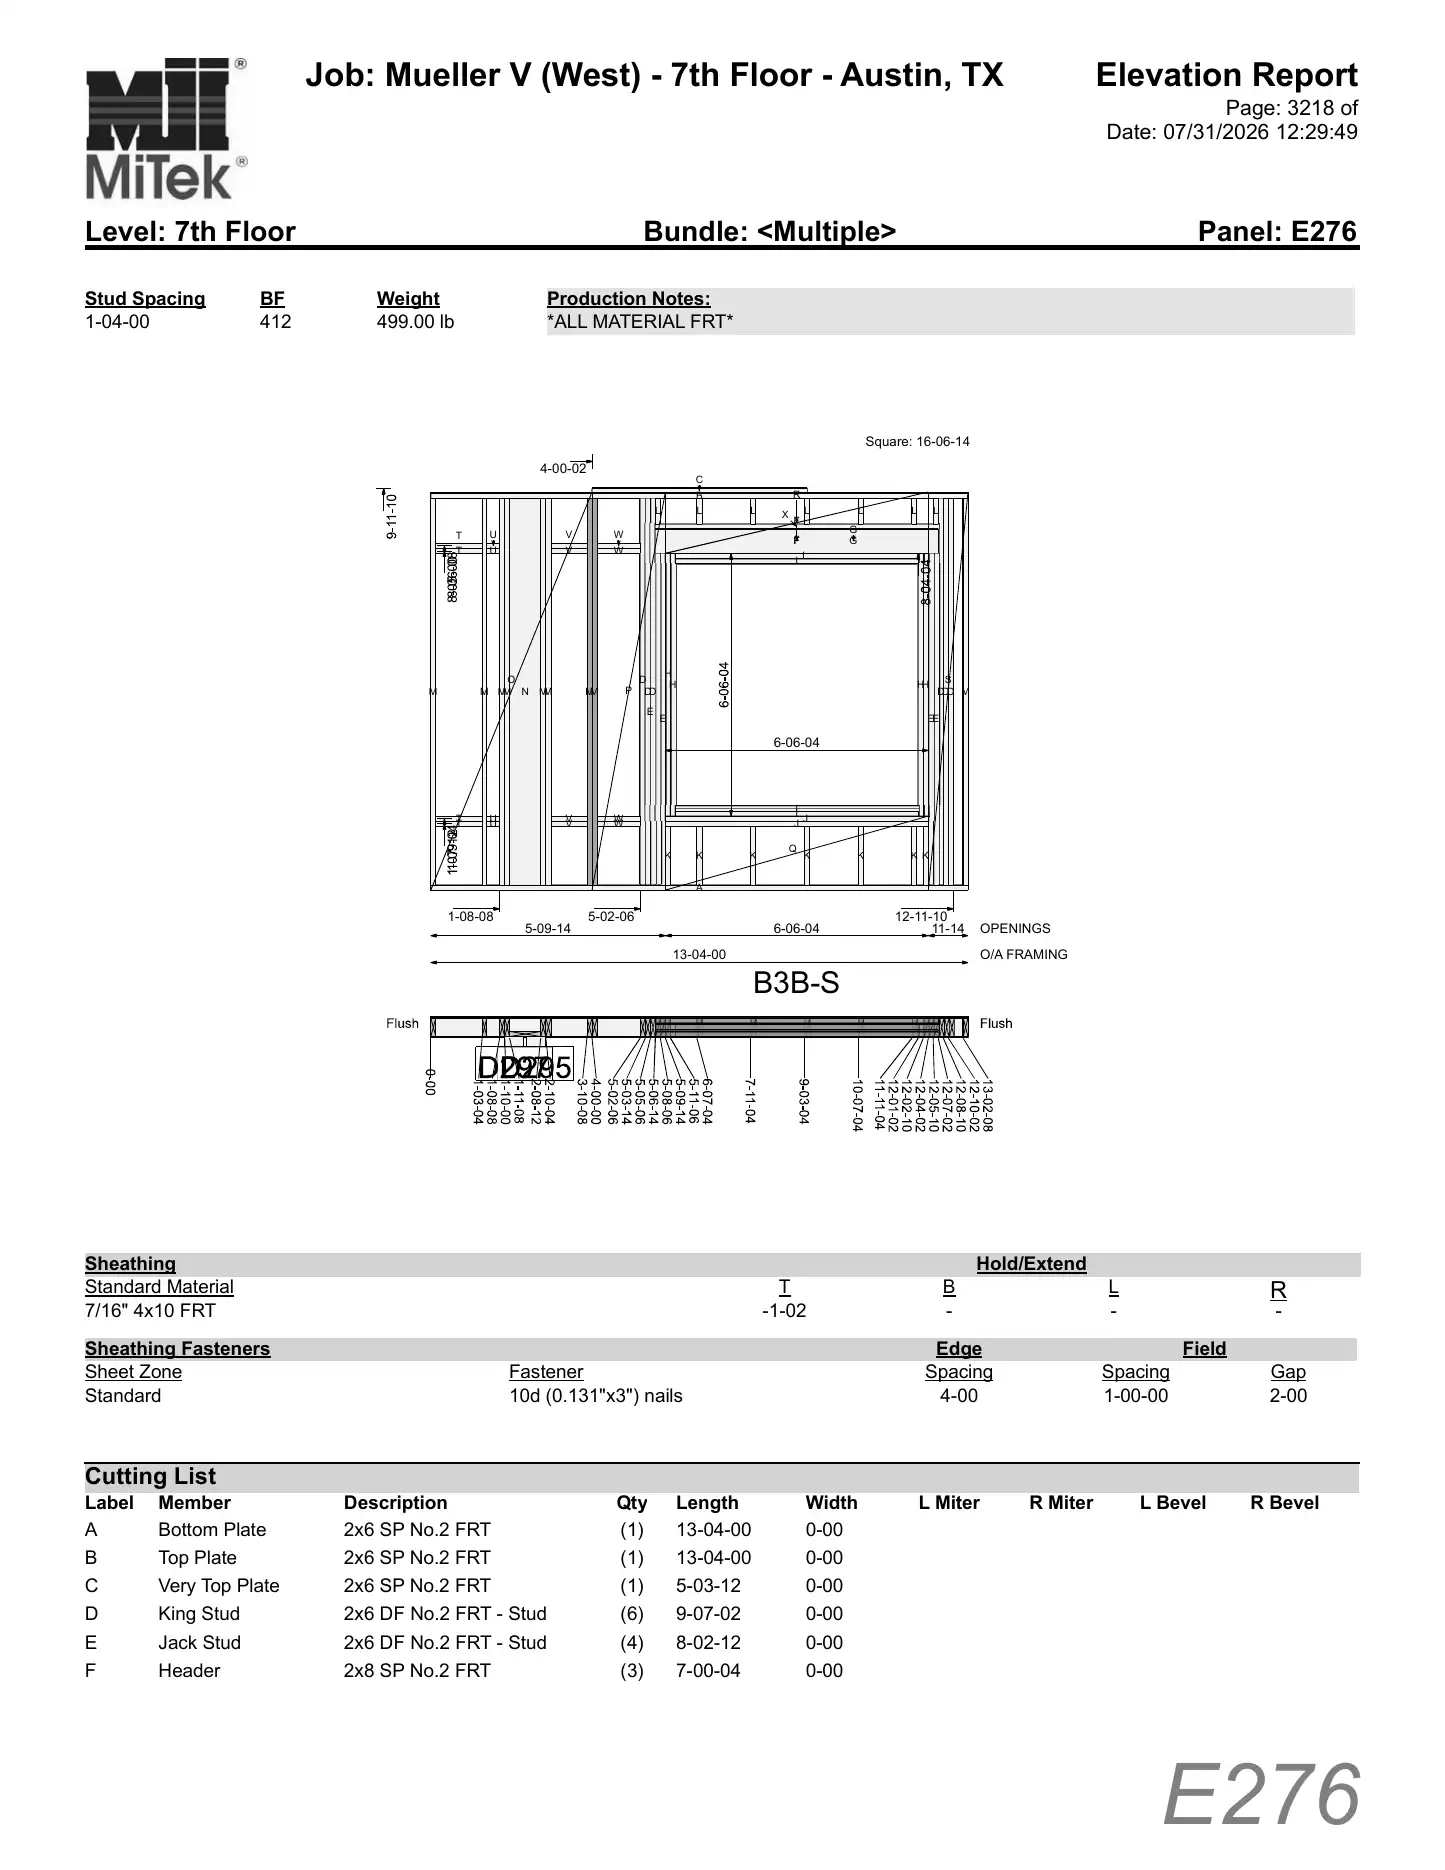 Job: Mueller V (West) - 7th Floor - Austin, TX
Elevation Report
Page: 3218 of
Date: 07/31/2026 12:29:49
MiTek®
Level: 7th Floor Bundle: <Multiple> Panel: E276
Stud Spacing BF Weight Production Notes:
1-04-00 412 499.00 lb *ALL MATERIAL FRT*
Square: 16-06-14
4-00-02
C
9-11-10
X
T U V W
O G
8-04-04
6-06-04
M M N P D S
E E
6-06-04
Q
K K K K K K K
A
1-08-08 5-02-06 12-11-10
5-09-14 6-06-04 11-14 OPENINGS
13-04-00 O/A FRAMING
B3B-S
Flush Flush
0-00 1-03-04 1-08-08 1-10-00 1-11-08 2-08-12 2-10-04 3-10-08 4-00-00 5-02-06 5-03-14 5-05-06 5-06-14 5-08-06 5-09-14 5-11-06 6-07-04 7-11-04 9-03-04 10-07-04 11-11-04 12-01-02 12-02-10 12-04-02 12-05-10 12-07-02 12-08-10 12-10-02 13-02-08
Sheathing Hold/Extend
Standard Material T B L R
7/16" 4x10 FRT -1-02 - - -
Sheathing Fasteners Edge Field
Sheet Zone Fastener Spacing Spacing Gap
Standard 10d (0.131"x3") nails 4-00 1-00-00 2-00
Cutting List
Label Member Description Qty Length Width L Miter R Miter L Bevel R Bevel
A Bottom Plate 2x6 SP No.2 FRT (1) 13-04-00 0-00
B Top Plate 2x6 SP No.2 FRT (1) 13-04-00 0-00
C Very Top Plate 2x6 SP No.2 FRT (1) 5-03-12 0-00
D King Stud 2x6 DF No.2 FRT - Stud (6) 9-07-02 0-00
E Jack Stud 2x6 DF No.2 FRT - Stud (4) 8-02-12 0-00
F Header 2x8 SP No.2 FRT (3) 7-00-04 0-00
E276